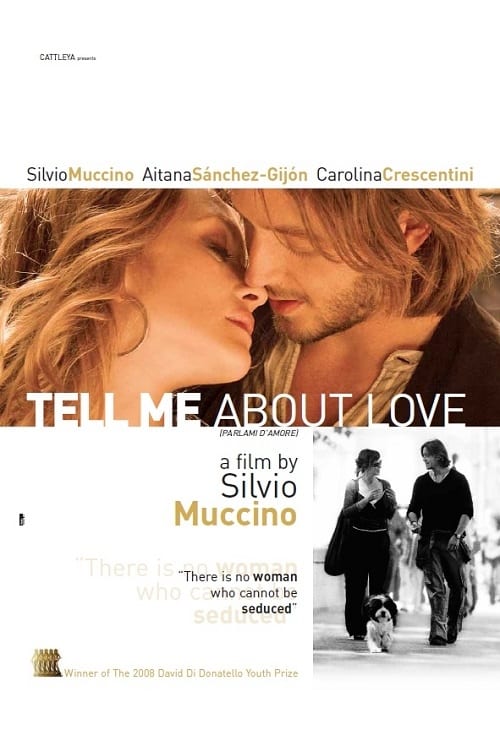 CATTLEYA presents
SilvioMuccino AitanaSánchez-Gijón CarolinaCrescentini
TELL ME ABOUT LOVE
(PARLAMI D'AMORE)
a film by
Silvio
Muccino
"There is no woman
who cannot be
seduced"
"There is no woman
who cannot be
seduced"
Winner of The 2008 David Di Donatello Youth Prize